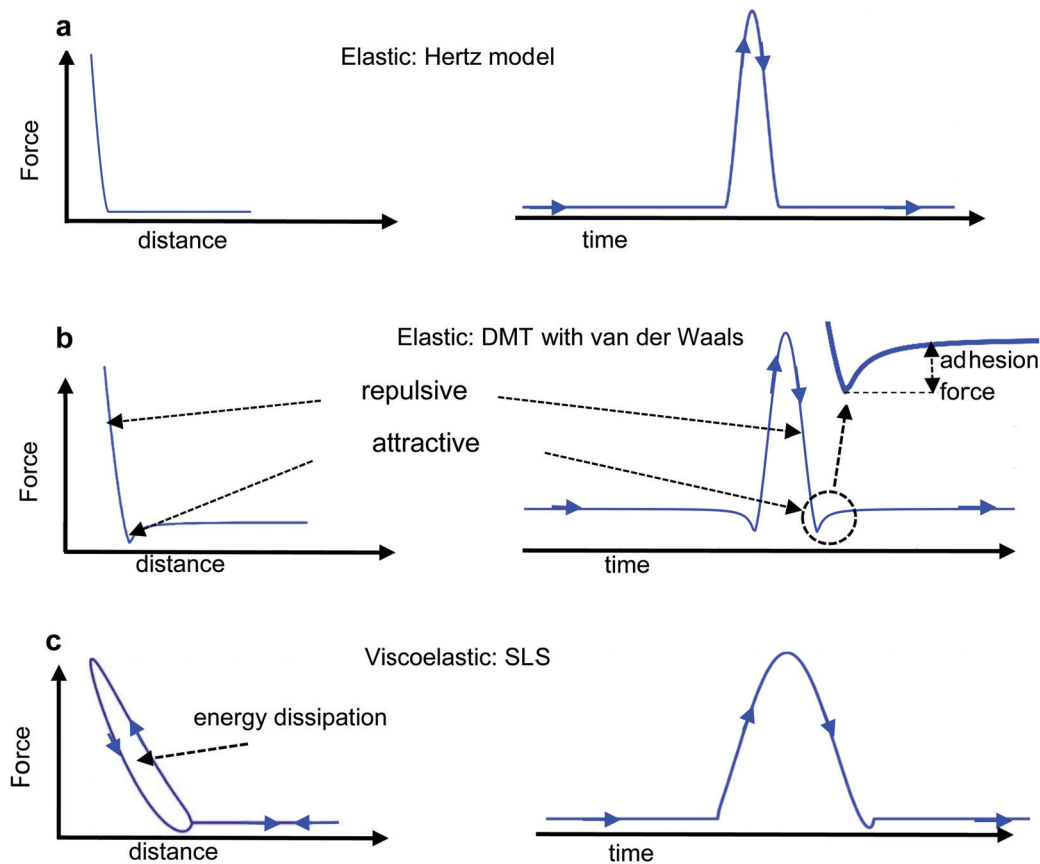 a
Elastic: Hertz model
Force
distance
time
b
Elastic: DMT with van der Waals
repulsive
attractive
adhesion
force
Force
distance
time
c
Viscoelastic: SLS
energy dissipation
Force
distance
time